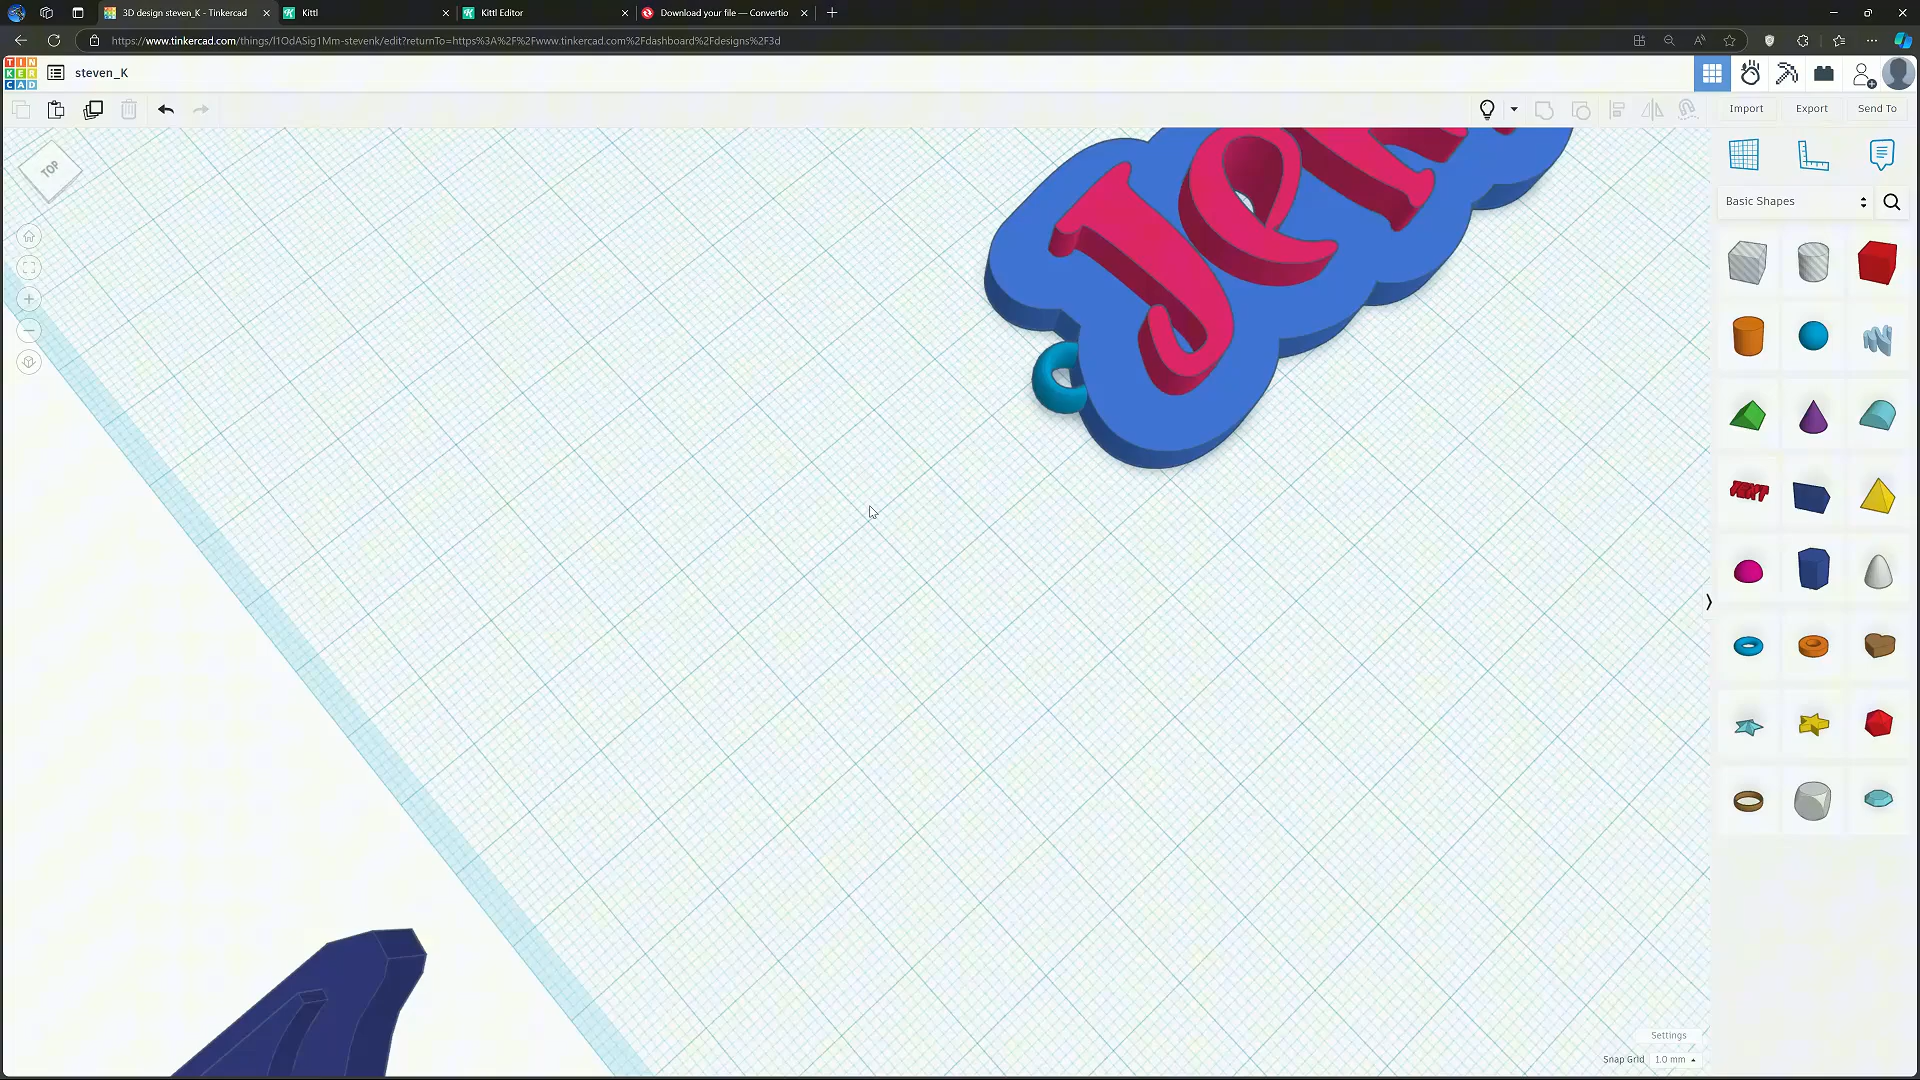 3D design steven_K - Tinkercad
Kittl
Kittl Editor
Download your file — Convertio
https://www.tinkercad.com/things/l1OdASig1Mm-stevenk/edit?returnTo=https%3A%2F%2Fwww.tinkercad.com%2Fdashboard%2Fdesigns%2F3d
TIN
KER
CAD
steven_K
Import
Export
Send To
TOP
Basic Shapes
TEXT
Settings
Snap Grid
1.0 mm